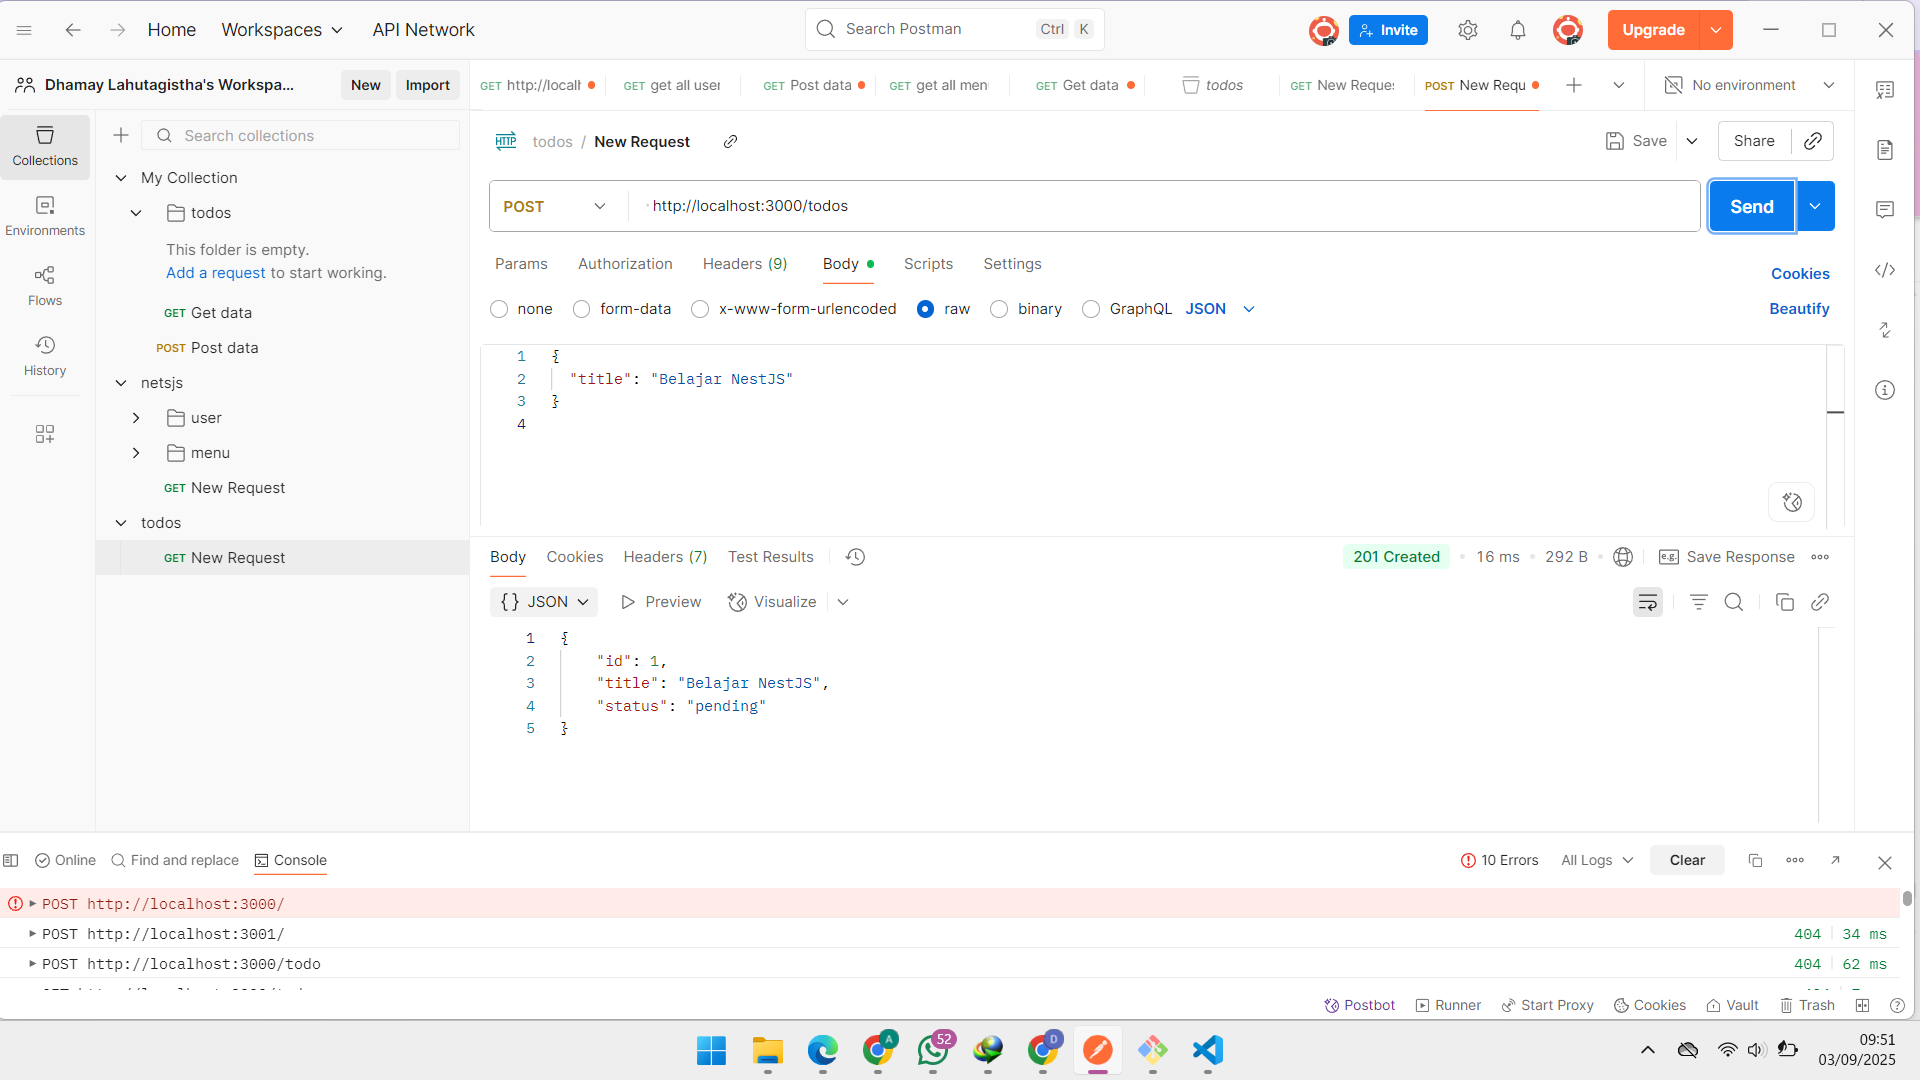 Home Workspaces API Network
Search Postman Ctrl K
Invite
Upgrade
Dhamay Lahutagistha's Workspa...
New Import
GET http://localh
GET get all user
GET Post data
GET get all men
GET Get data
todos
GET New Reques
POST New Requ
No environment
Collections
Environments
Flows
History
Search collections
My Collection
todos
This folder is empty.
Add a request to start working.
GET Get data
POST Post data
netsjs
user
menu
GET New Request
todos
GET New Request
HTTP todos / New Request
Save
Share
POST http://localhost:3000/todos
Send
Params Authorization Headers (9) Body Scripts Settings
Cookies
none form-data x-www-form-urlencoded raw binary GraphQL JSON
Beautify
1 {
2 "title": "Belajar NestJS"
3 }
4
Body Cookies Headers (7) Test Results
201 Created 16 ms 292 B e.g. Save Response
{} JSON Preview Visualize
1 {
2 "id": 1,
3 "title": "Belajar NestJS",
4 "status": "pending"
5 }
Online Find and replace Console
10 Errors All Logs Clear
POST http://localhost:3000/
POST http://localhost:3001/ 404 34 ms
POST http://localhost:3000/todo 404 62 ms
Postbot Runner Start Proxy Cookies Vault Trash
A
52
D
09:51
03/09/2025